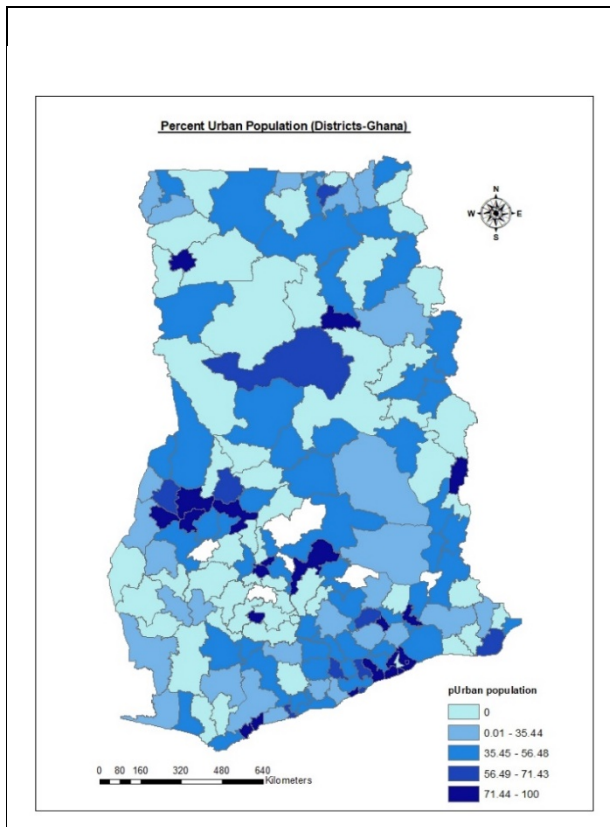 Percent Urban Population (Districts-Ghana)
N
W E
S
pUrban population
0
0.01 - 35.44
35.45 - 56.48
56.49 - 71.43
71.44 - 100
0 80 160 320 480 640
Kilometers